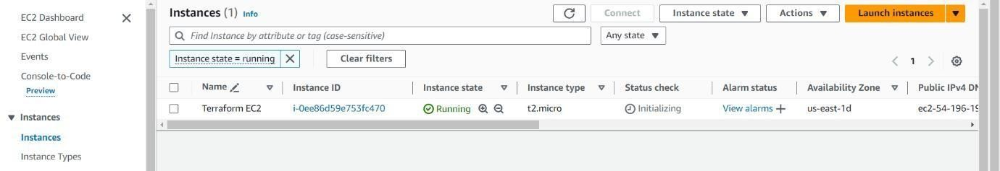 EC2 Dashboard
EC2 Global View
Events
Console-to-Code
Preview
Instances
Instances
Instance Types
Instances (1) Info
Connect
Instance state
Actions
Launch instances
Find Instance by attribute or tag (case-sensitive)
Any state
Instance state = running
Clear filters
1
Name Instance ID Instance state Instance type Status check Alarm status Availability Zone Public IPv4 DN
Terraform EC2 i-0ee86d59e753fc470 Running t2.micro Initializing View alarms + us-east-1d ec2-54-196-19